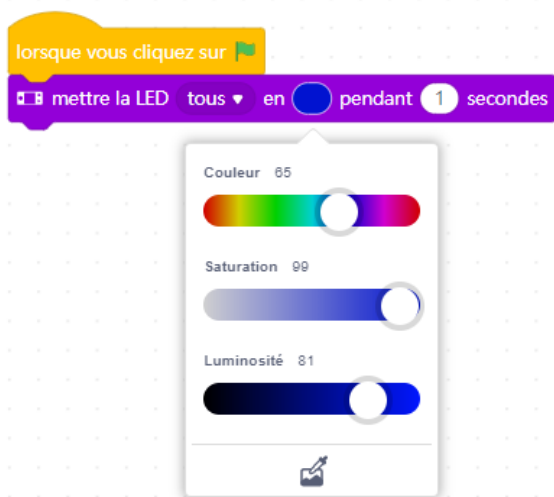 lorsque vous cliquez sur
mettre la LED tous ▾ en pendant 1 secondes
Couleur 65
Saturation 99
Luminosité 81